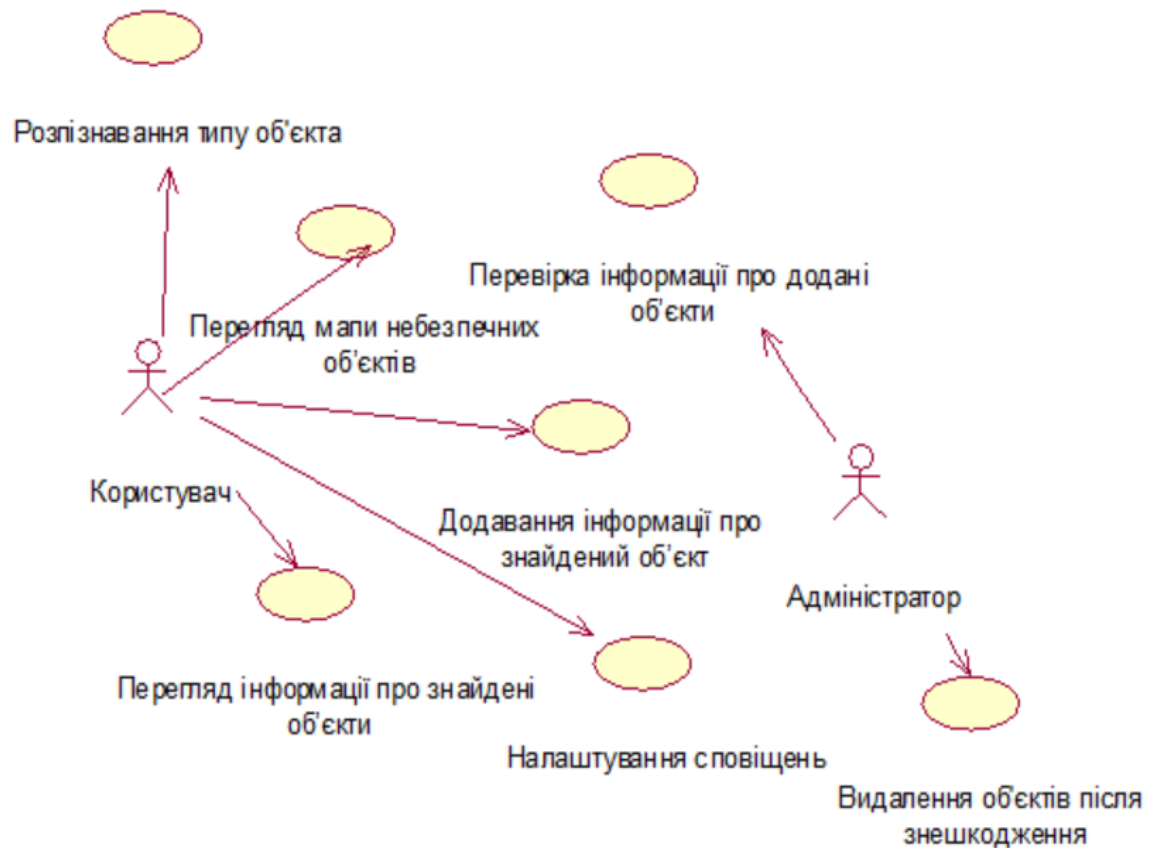 Розпізнавання типу об'єкта
Перевірка інформації про додані
об'єкти
Перегляд мапи небезпечних
об'єктів
Користувач
Додавання інформації про
знайдений об'єкт
Адміністратор
Перегляд інформації про знайдені
об'єкти
Налаштування сповіщень
Видалення об'єктів після
знешкодження